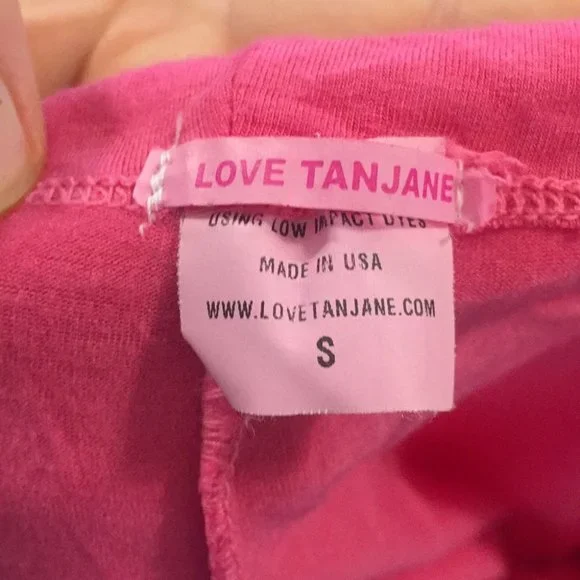 LOVE TANJANE
USING LOW IMPACT DYES
MADE IN USA
WWW.LOVETANJANE.COM
S